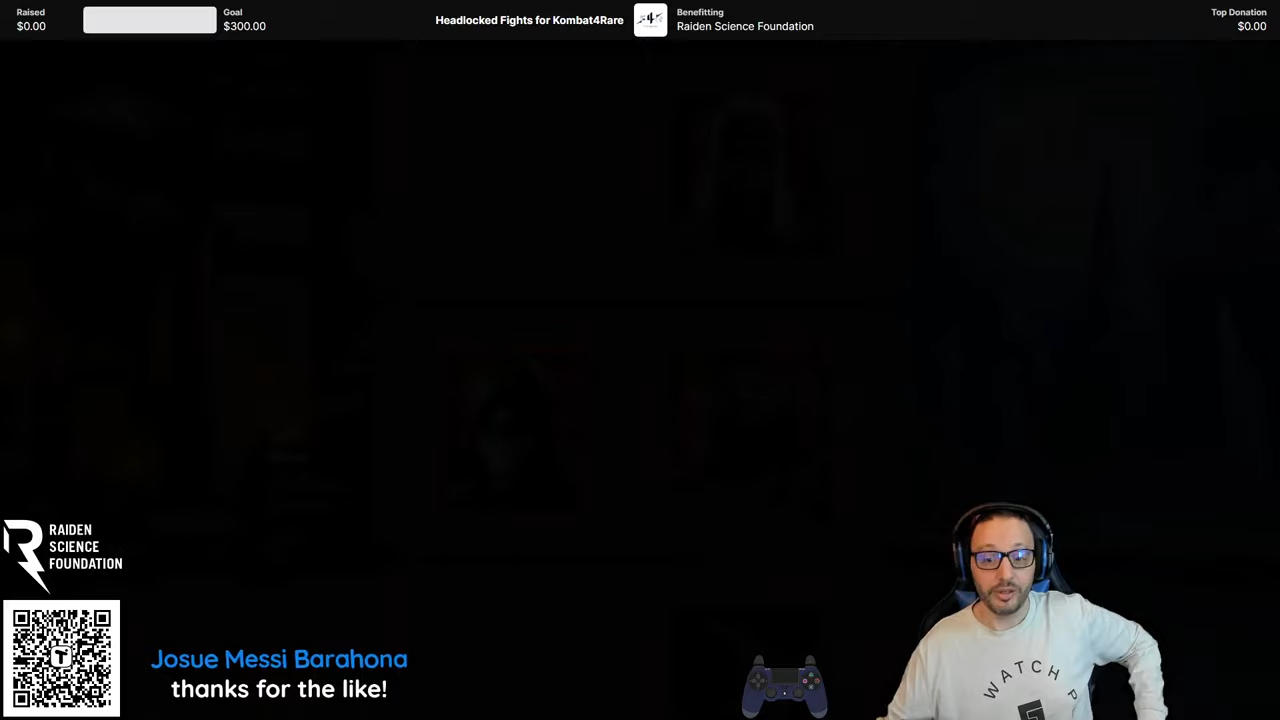 Raised
$0.00
Goal
$300.00
Headlocked Fights for Kombat4Rare
Benefitting
Raiden Science Foundation
Top Donation
$0.00
RAIDEN
SCIENCE
FOUNDATION
Josue Messi Barahona
thanks for the like!
WATCH P